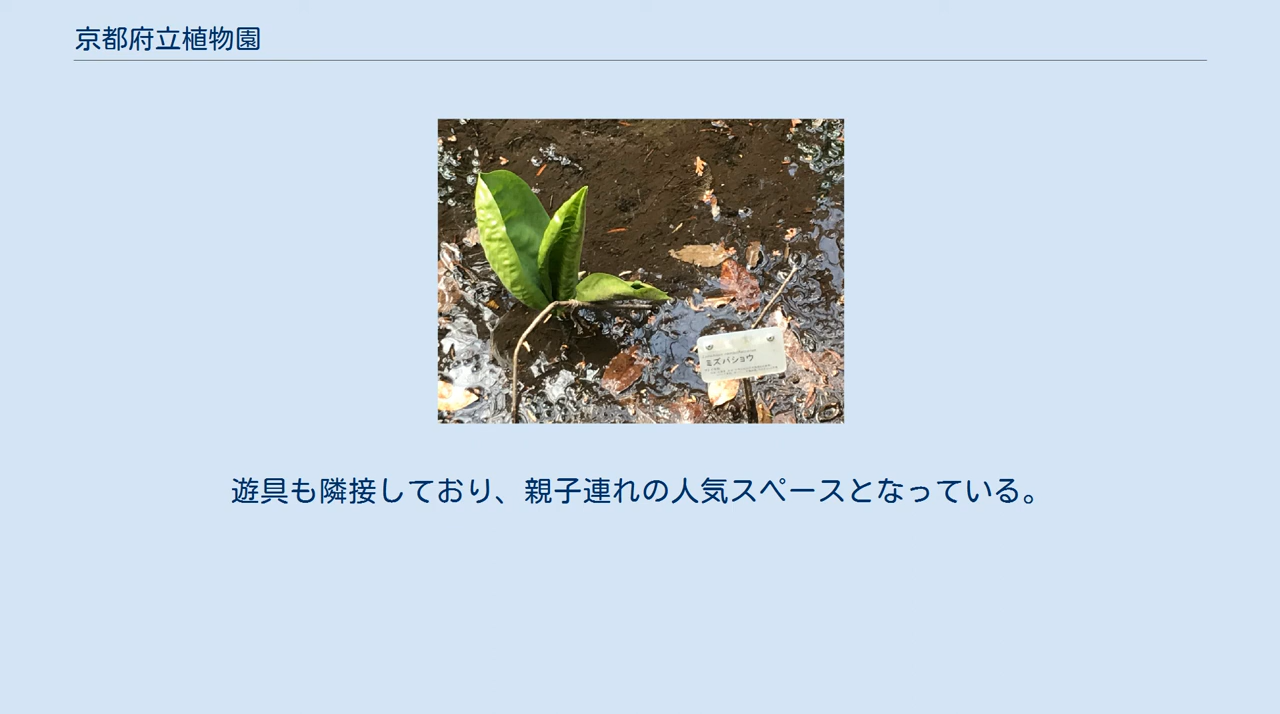 京都府立植物園
ミズバショウ
遊具も隣接しており、親子連れの人気スペースとなっている。